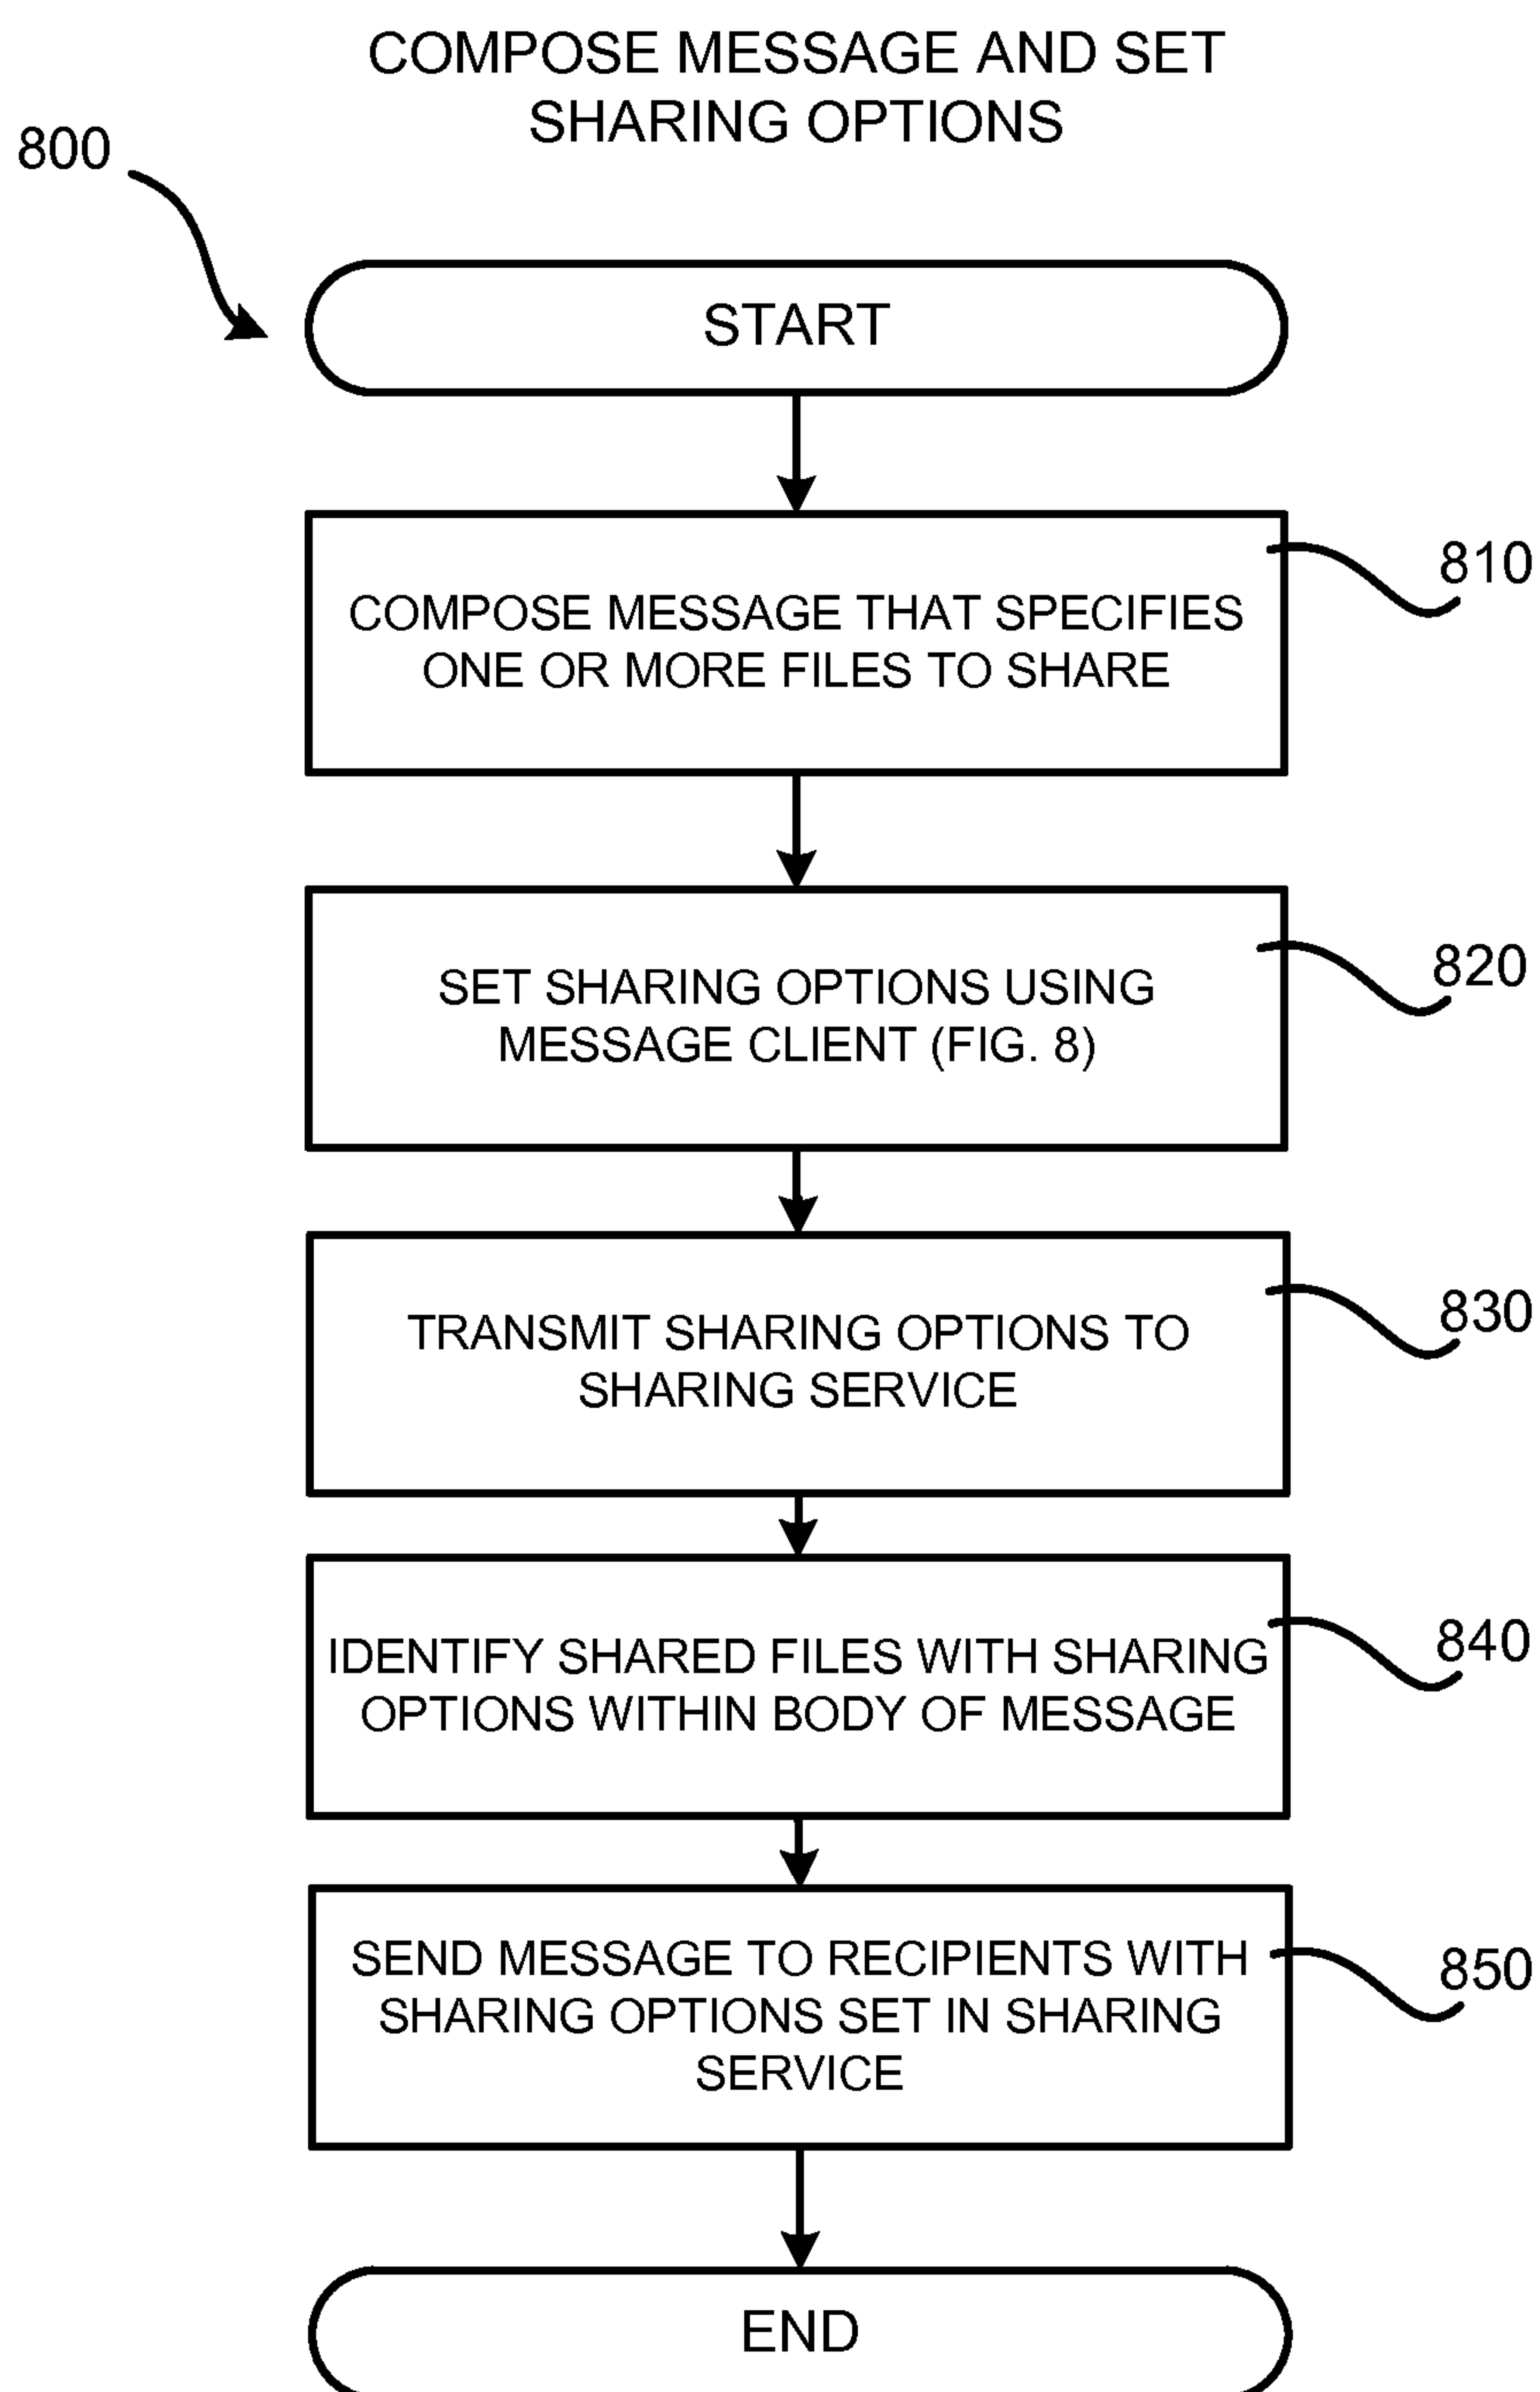 COMPOSE MESSAGE AND SET
SHARING OPTIONS
800
START
810
COMPOSE MESSAGE THAT SPECIFIES
ONE OR MORE FILES TO SHARE
820
SET SHARING OPTIONS USING
MESSAGE CLIENT (FIG. 8)
830
TRANSMIT SHARING OPTIONS TO
SHARING SERVICE
840
IDENTIFY SHARED FILES WITH SHARING
OPTIONS WITHIN BODY OF MESSAGE
850
SEND MESSAGE TO RECIPIENTS WITH
SHARING OPTIONS SET IN SHARING
SERVICE
END